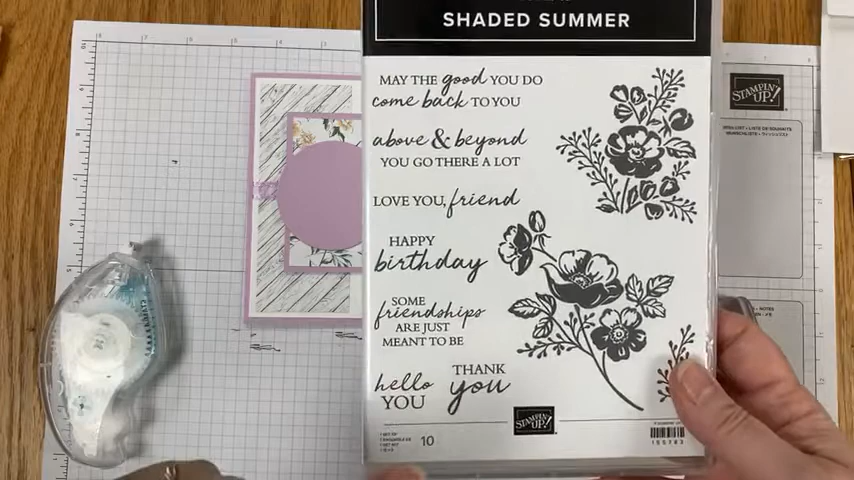 SHADED SUMMER
MAY THE good YOU DO
come back TO YOU
above & beyond
YOU GO THERE A LOT
LOVE YOU, friend
HAPPY
birthday
SOME
friendships
ARE JUST
MEANT TO BE
hello
YOU
THANK
you
STAMPIN' UP!
10
155783
STAMPIN' UP!